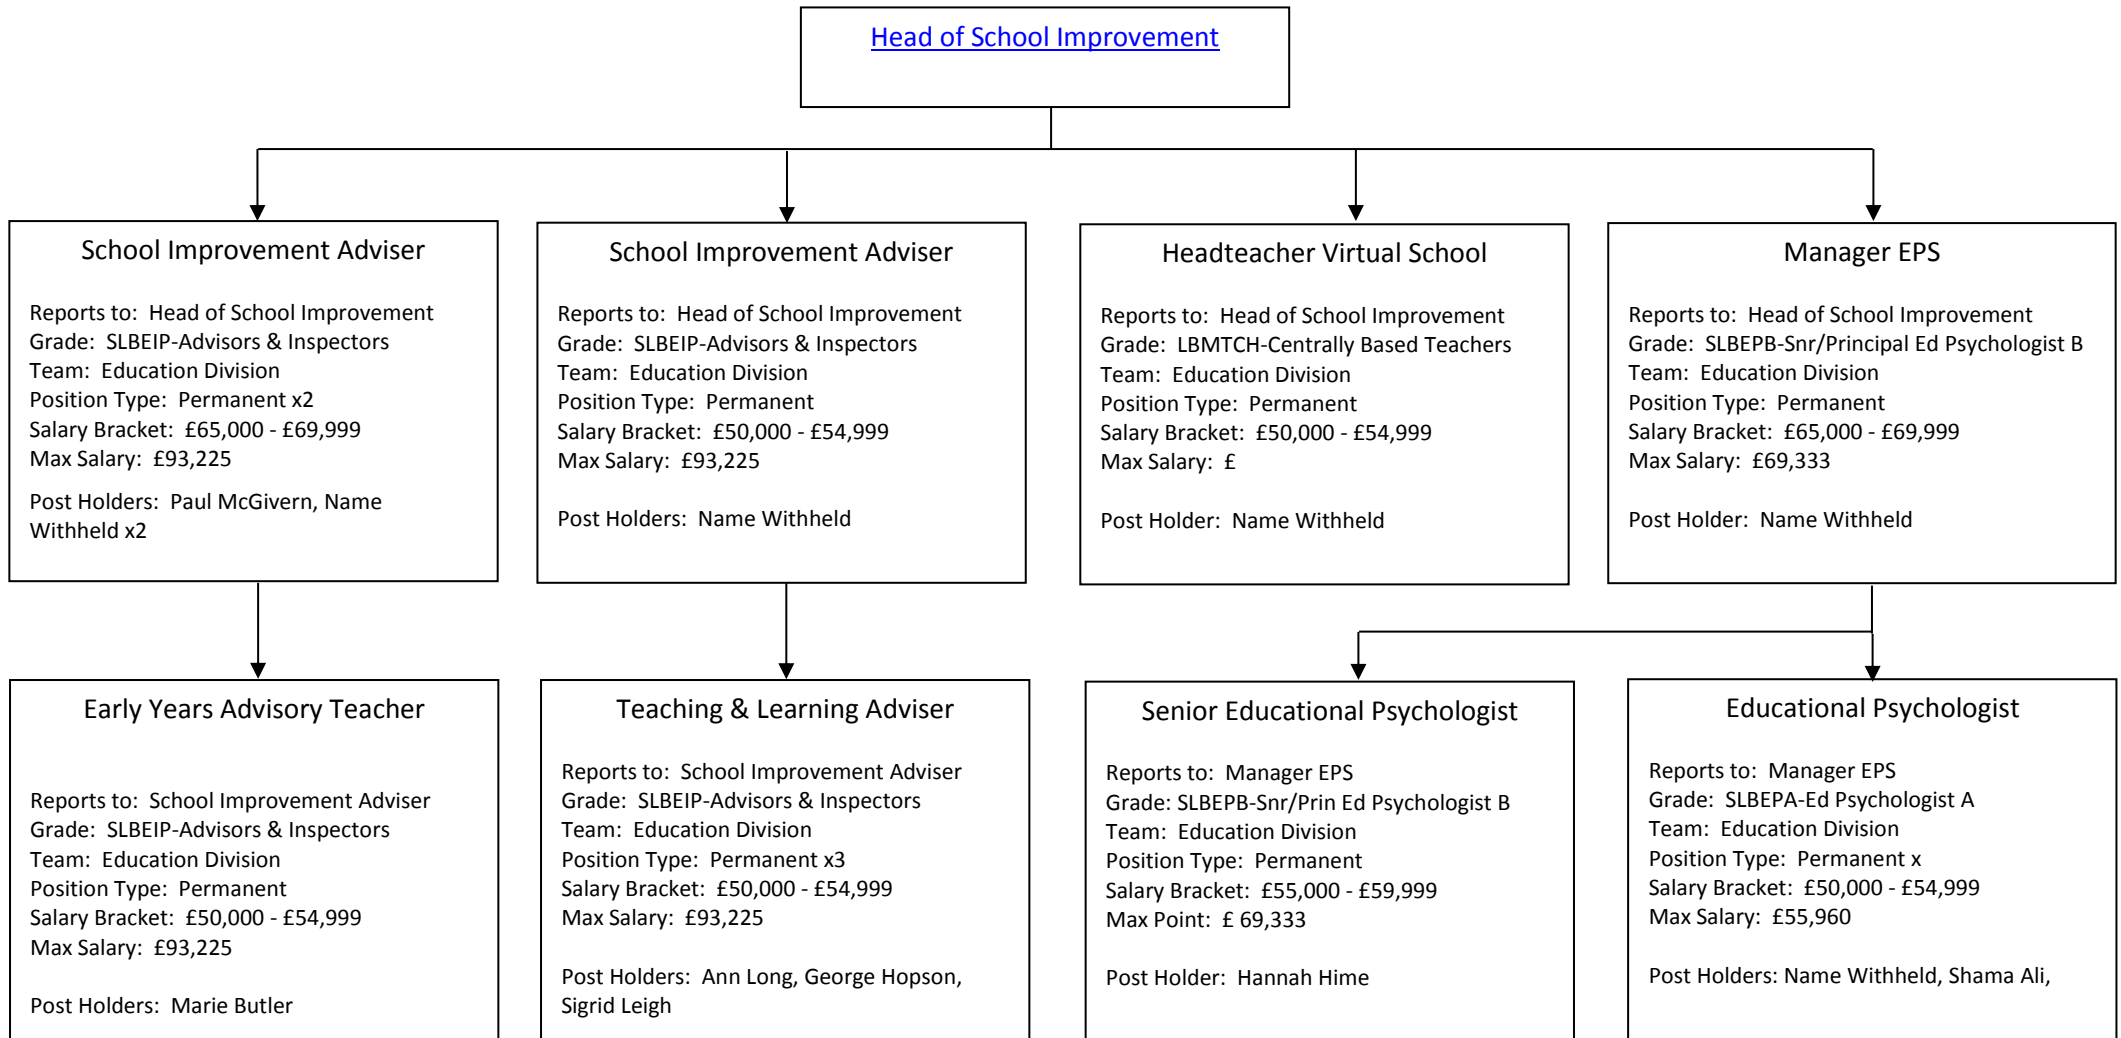 Head of School Improvement
School Improvement Adviser
Reports to: Head of School Improvement
Grade: SLBEIP-Advisors & Inspectors
Team: Education Division
Position Type: Permanent x2
Salary Bracket: £65,000 - £69,999
Max Salary: £93,225
Post Holders: Paul McGivern, Name
Withheld x2
School Improvement Adviser
Reports to: Head of School Improvement
Grade: SLBEIP-Advisors & Inspectors
Team: Education Division
Position Type: Permanent
Salary Bracket: £50,000 - £54,999
Max Salary: £93,225
Post Holders: Name Withheld
Headteacher Virtual School
Reports to: Head of School Improvement
Grade: LBMTCH-Centrally Based Teachers
Team: Education Division
Position Type: Permanent
Salary Bracket: £50,000 - £54,999
Max Salary: £
Post Holder: Name Withheld
Manager EPS
Reports to: Head of School Improvement
Grade: SLBEPB-Snr/Principal Ed Psychologist B
Team: Education Division
Position Type: Permanent
Salary Bracket: £65,000 - £69,999
Max Salary: £69,333
Post Holder: Name Withheld
Early Years Advisory Teacher
Reports to: School Improvement Adviser
Grade: SLBEIP-Advisors & Inspectors
Team: Education Division
Position Type: Permanent
Salary Bracket: £50,000 - £54,999
Max Salary: £93,225
Post Holders: Marie Butler
Teaching & Learning Adviser
Reports to: School Improvement Adviser
Grade: SLBEIP-Advisors & Inspectors
Team: Education Division
Position Type: Permanent x3
Salary Bracket: £50,000 - £54,999
Max Salary: £93,225
Post Holders: Ann Long, George Hopson,
Sigrid Leigh
Senior Educational Psychologist
Reports to: Manager EPS
Grade: SLBEPB-Snr/Prin Ed Psychologist B
Team: Education Division
Position Type: Permanent
Salary Bracket: £55,000 - £59,999
Max Point: £ 69,333
Post Holder: Hannah Hime
Educational Psychologist
Reports to: Manager EPS
Grade: SLBEPA-Ed Psychologist A
Team: Education Division
Position Type: Permanent x
Salary Bracket: £50,000 - £54,999
Max Salary: £55,960
Post Holders: Name Withheld, Shama Ali,